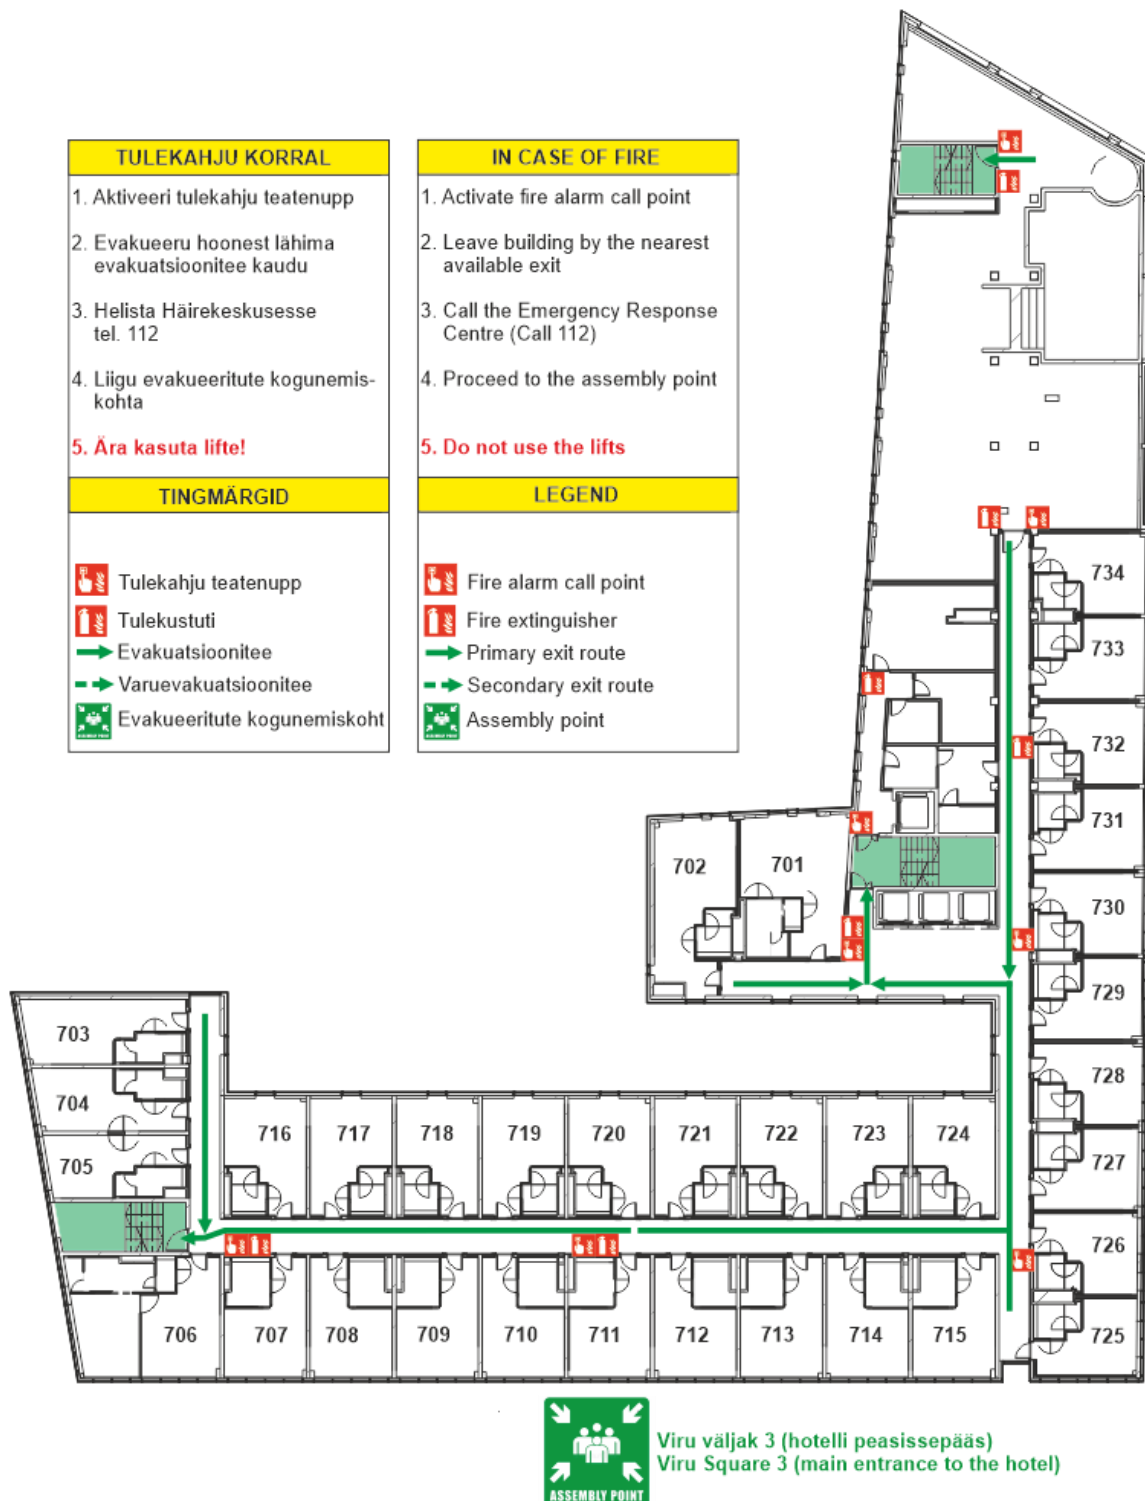 TULEKAHJU KORRAL
1. Aktiveeri tulekahju teatenupp
2. Evakueeru hoonest lähima
evakuatsioonitee kaudu
3. Helista Häirekeskusesse
tel. 112
4. Liigu evakueeritute kogunemis-
kohta
5. Ära kasuta lifte!
TINGMÄRGID
Tulekahju teatenupp
Tulekustuti
Evakuatsioonitee
Varuevakuatsioonitee
Evakueeritute kogunemiskoht
IN CASE OF FIRE
1. Activate fire alarm call point
2. Leave building by the nearest
available exit
3. Call the Emergency Response
Centre (Call 112)
4. Proceed to the assembly point
5. Do not use the lifts
LEGEND
Fire alarm call point
Fire extinguisher
Primary exit route
Secondary exit route
Assembly point
734
733
732
731
702
701
730
729
703
728
704
716
717
718
719
720
721
722
723
724
705
727
726
706
707
708
709
710
711
712
713
714
715
725
Viru väljak 3 (hotelli peasissepääs)
Viru Square 3 (main entrance to the hotel)
ASSEMBLY POINT